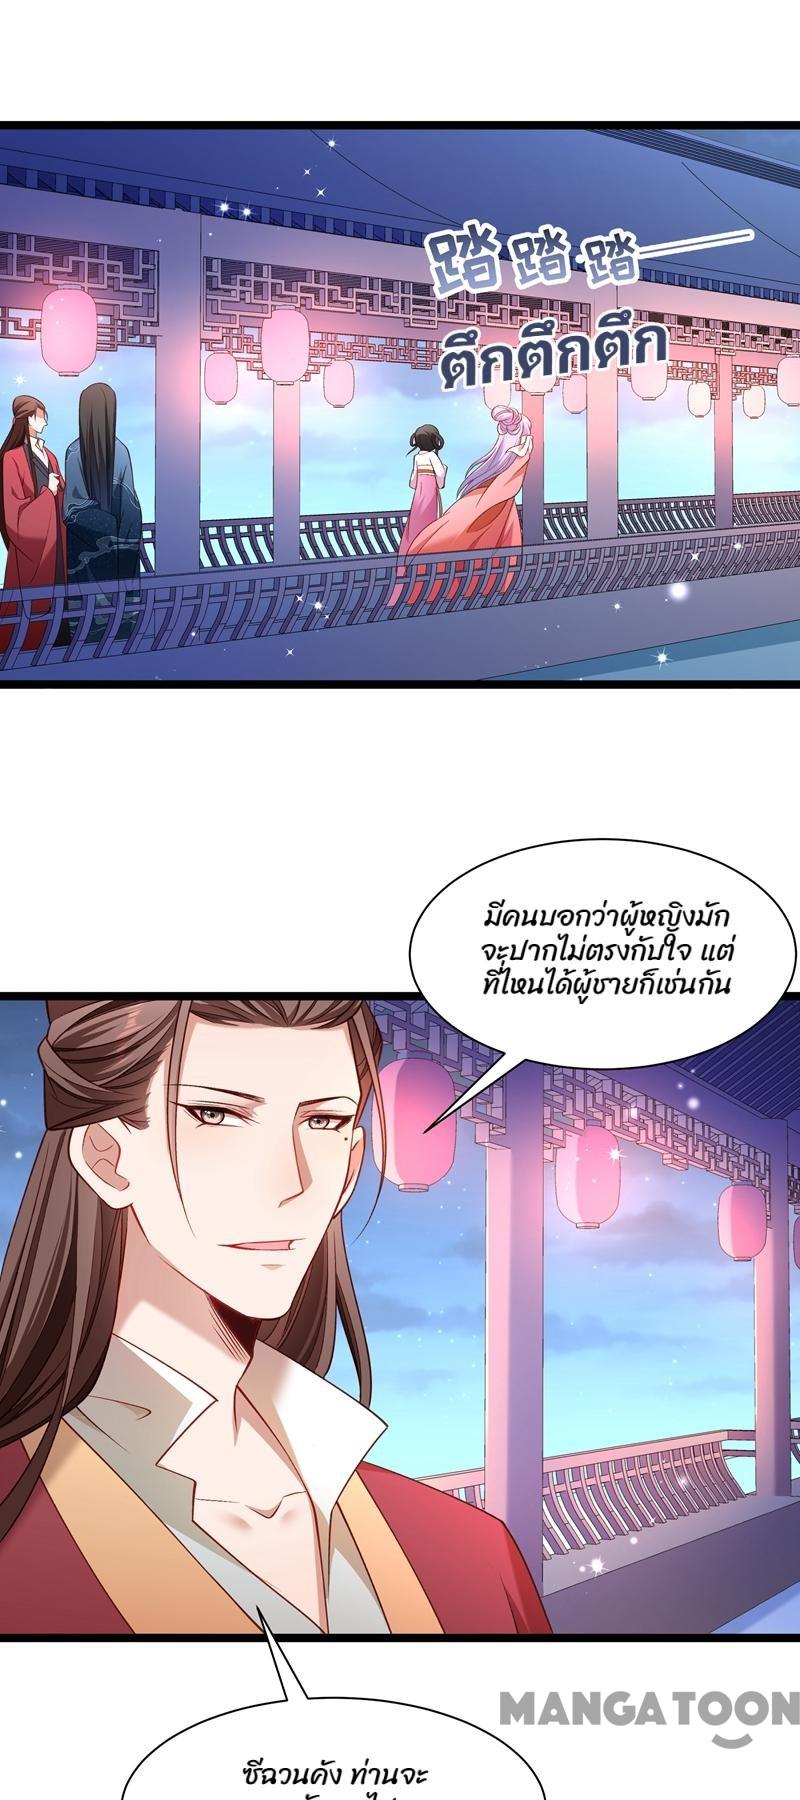 踏 踏 踏
ตึกตึกตึก
มีคนบอกว่าผู้หญิงมัก
จะปากไม่ตรงกับใจ แต่
ที่ไหนได้ผู้ชายก็เช่นกัน
MANGATOON
ซีฉวนคัง ท่านจะ